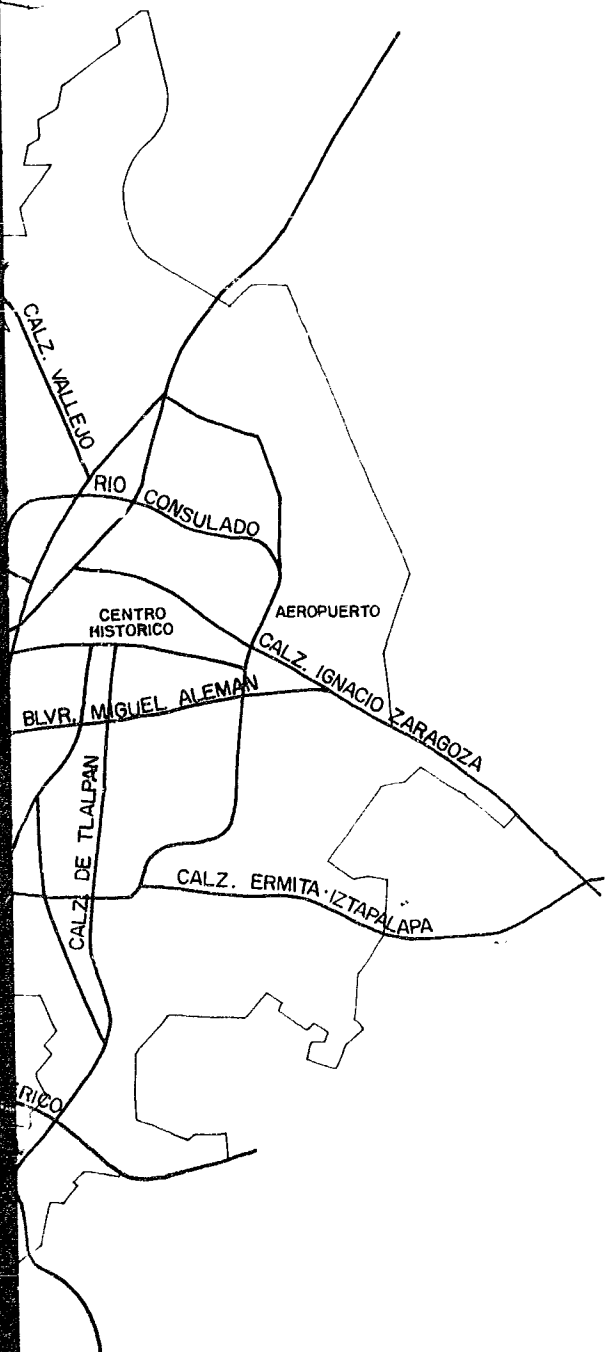 CALZ. VALLEJO
RIO CONSULADO
CENTRO
HISTORICO
AEROPUERTO
CALZ. IGNACIO ZARAGOZA
BLVR. MIGUEL ALEMAN
CALZ. DE TLALPAN
CALZ. ERMITA·IZTAPALAPA
RICO